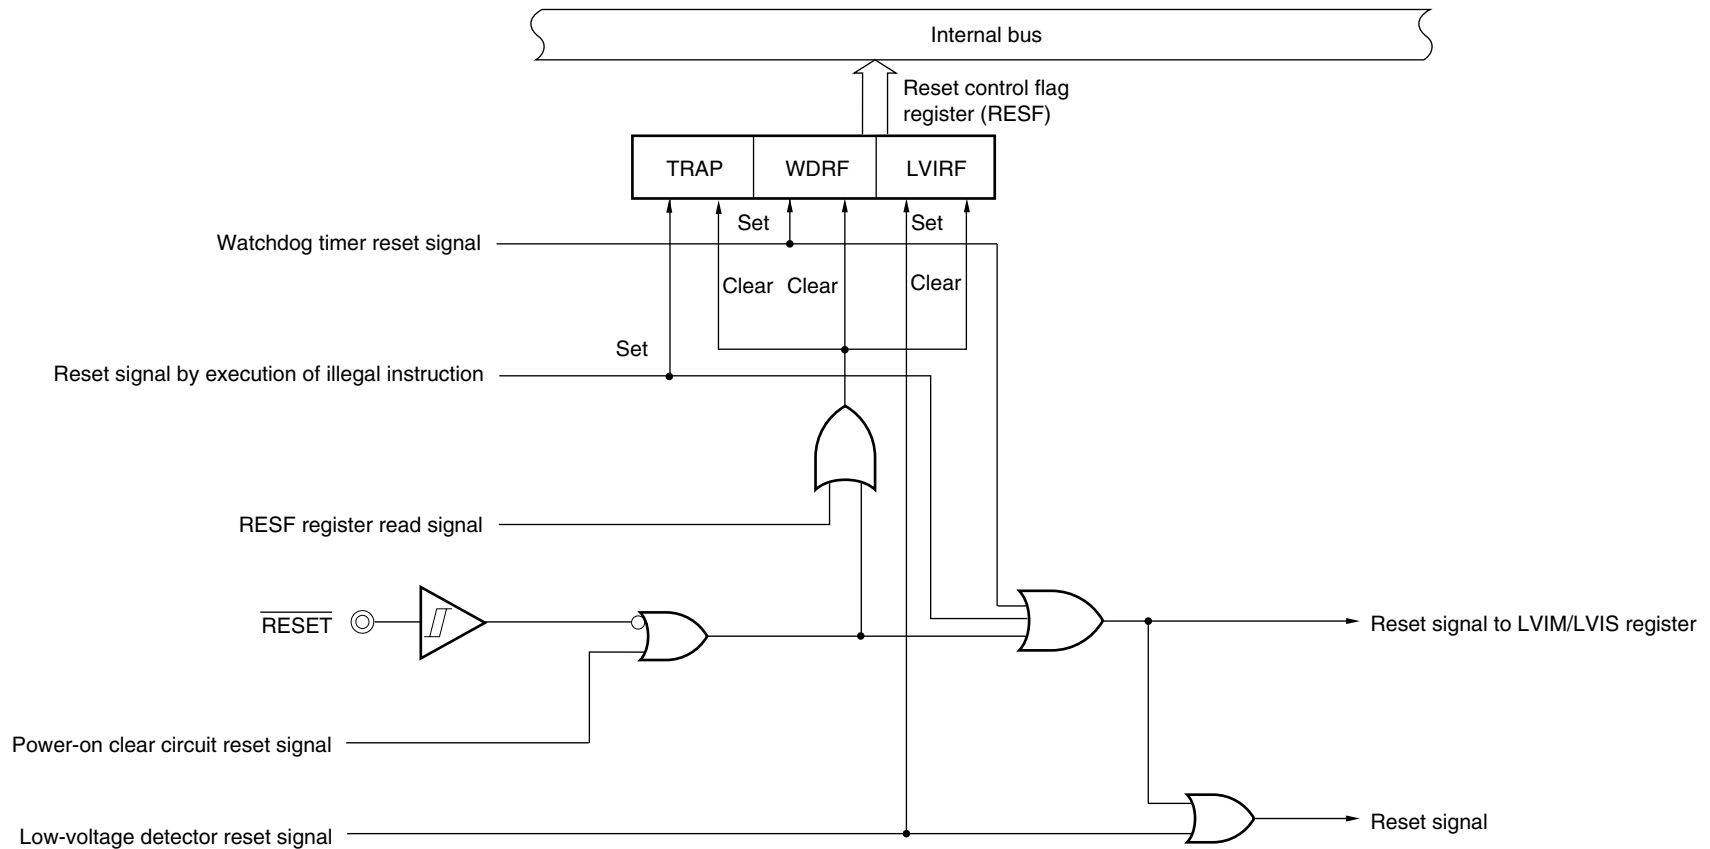 Internal bus
Reset control flag
register (RESF)
TRAP
WDRF
LVIRF
Set
Set
Watchdog timer reset signal
Clear
Clear
Clear
Set
Reset signal by execution of illegal instruction
RESF register read signal
RESET
Reset signal to LVIM/LVIS register
Power-on clear circuit reset signal
Low-voltage detector reset signal
Reset signal